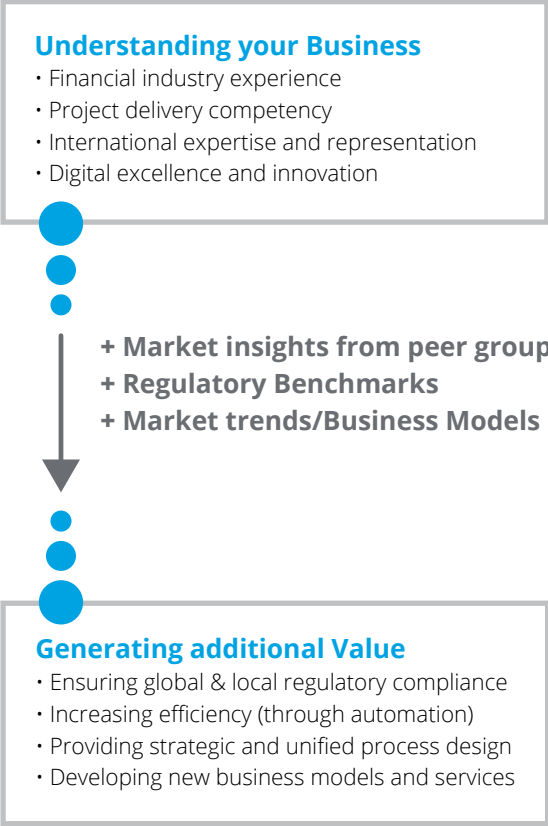 Understanding your Business
• Financial industry experience
• Project delivery competency
• International expertise and representation
• Digital excellence and innovation
+ Market insights from peer group
+ Regulatory Benchmarks
+ Market trends/Business Models
Generating additional Value
• Ensuring global & local regulatory compliance
• Increasing efficiency (through automation)
• Providing strategic and unified process design
• Developing new business models and services